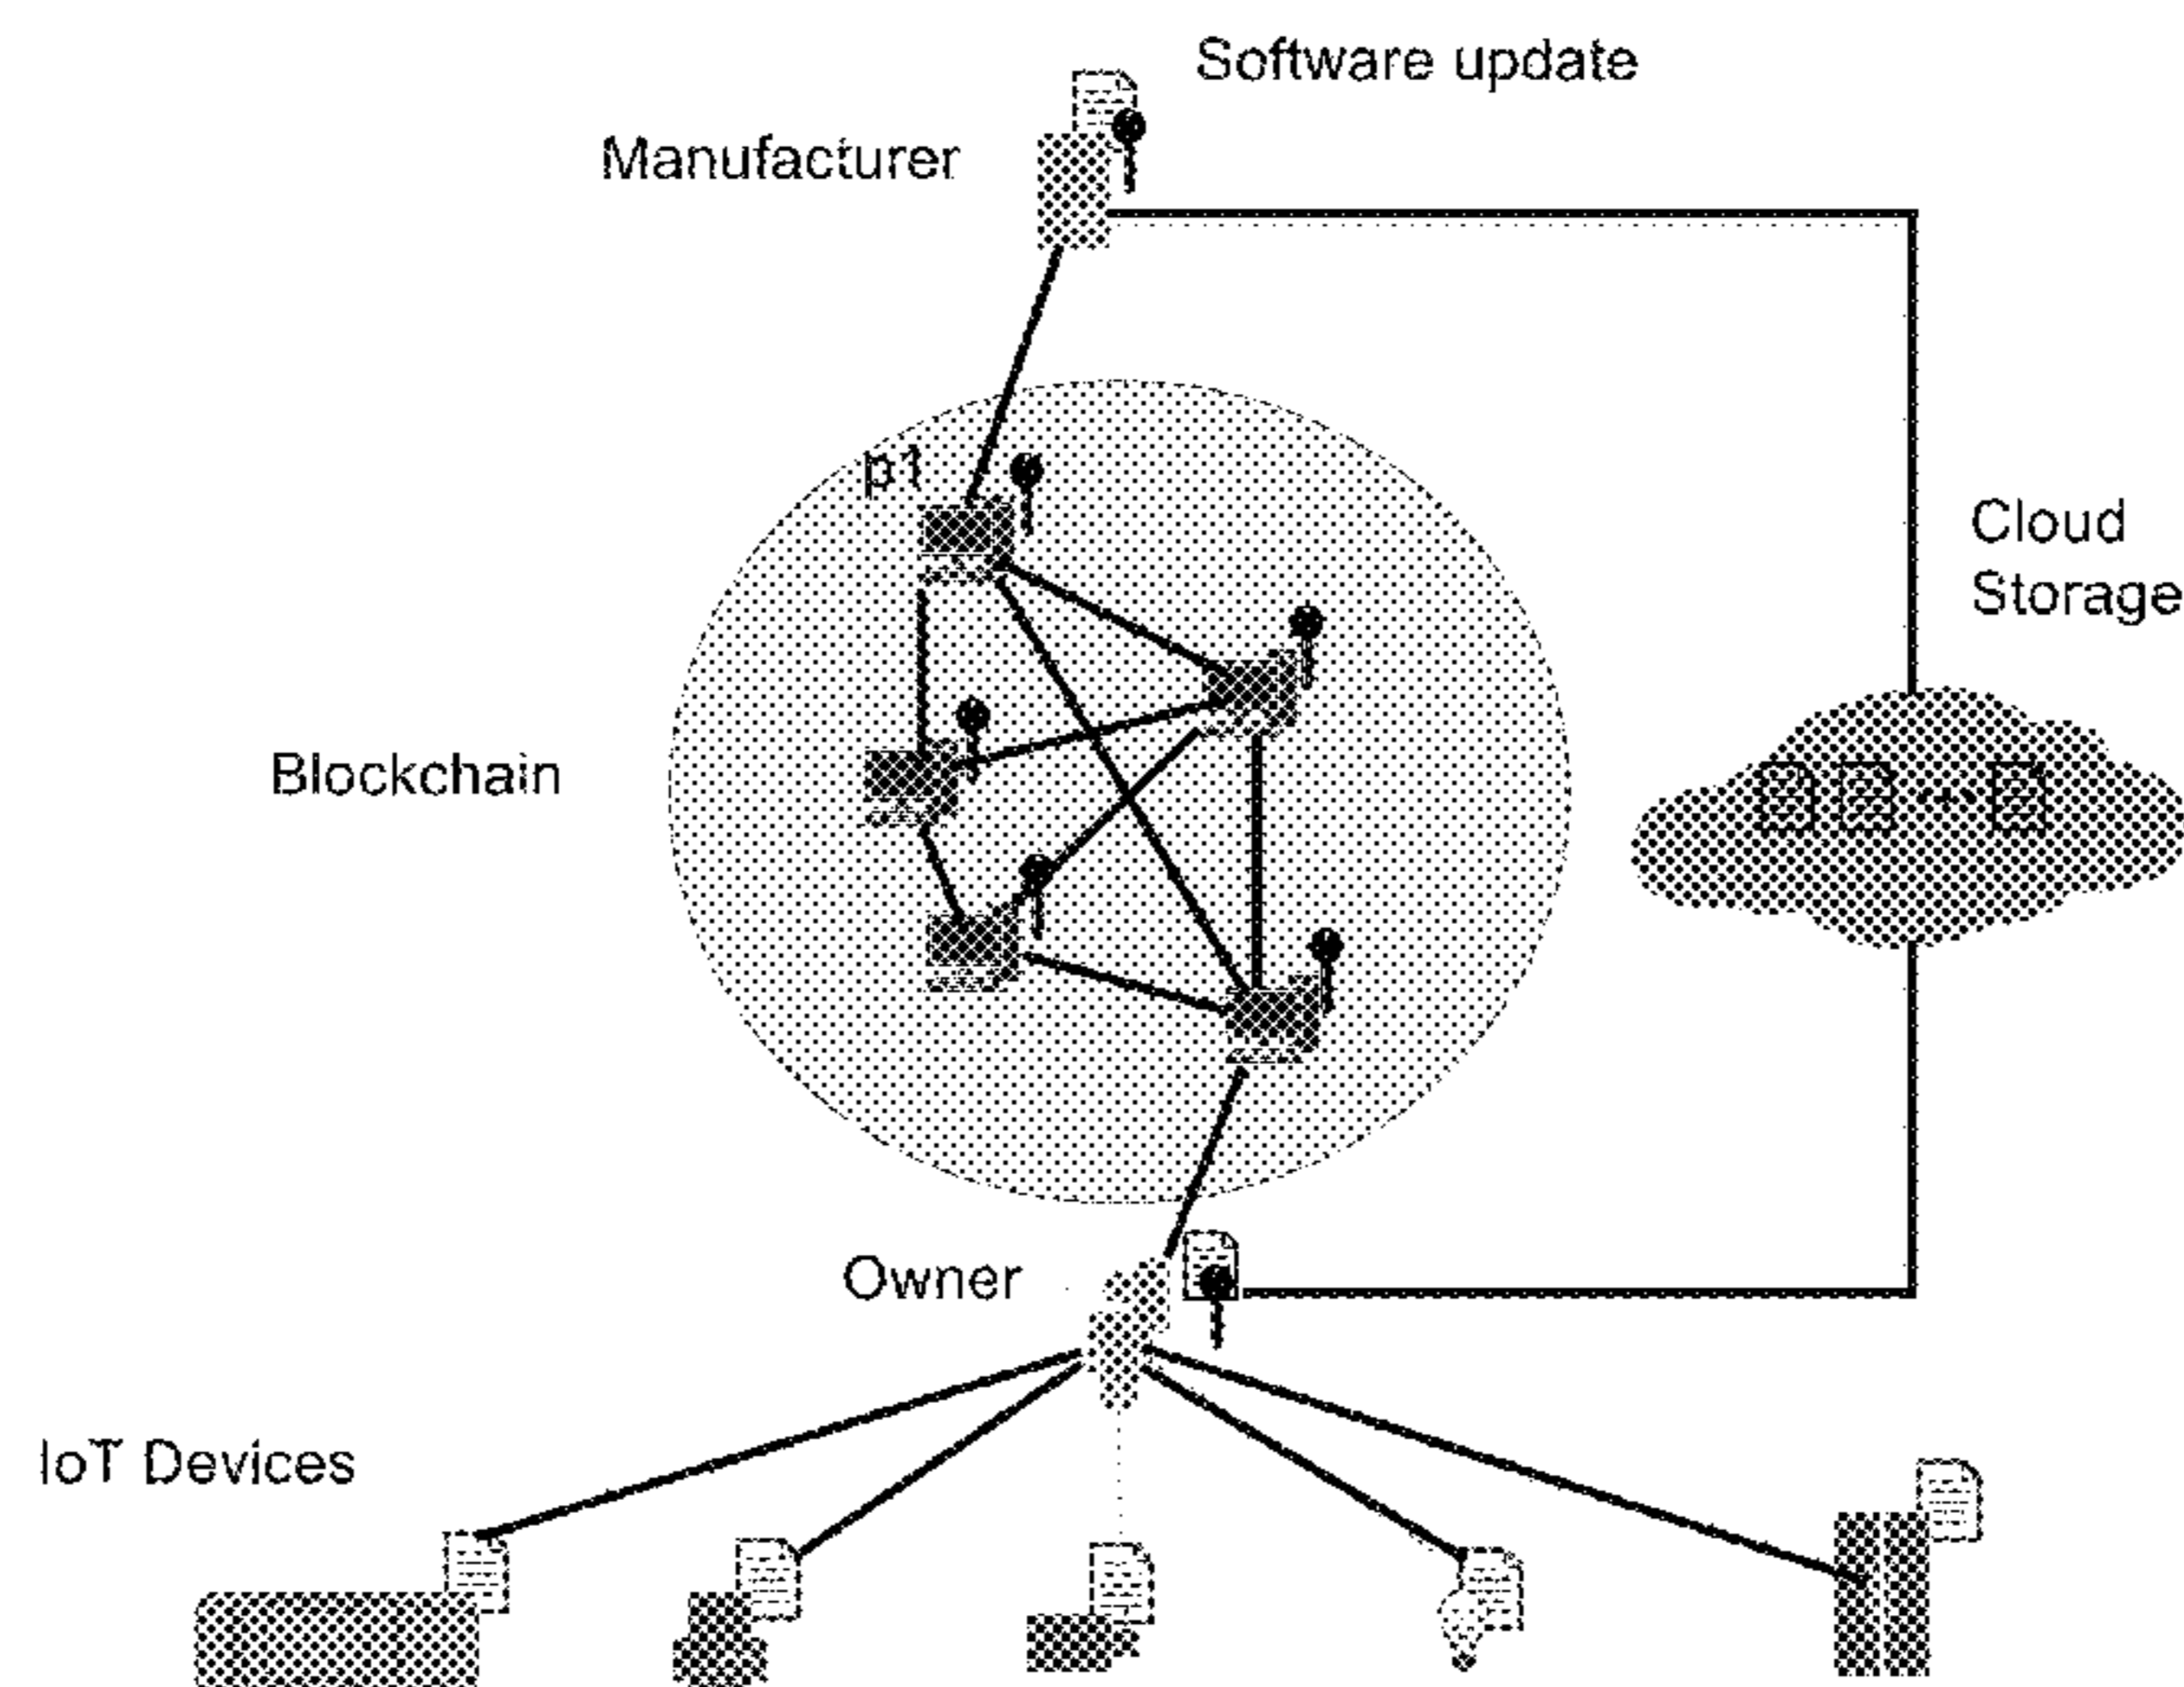 Software update
Manufacturer
p1
Cloud
Storage
Blockchain
Owner
IoT Devices